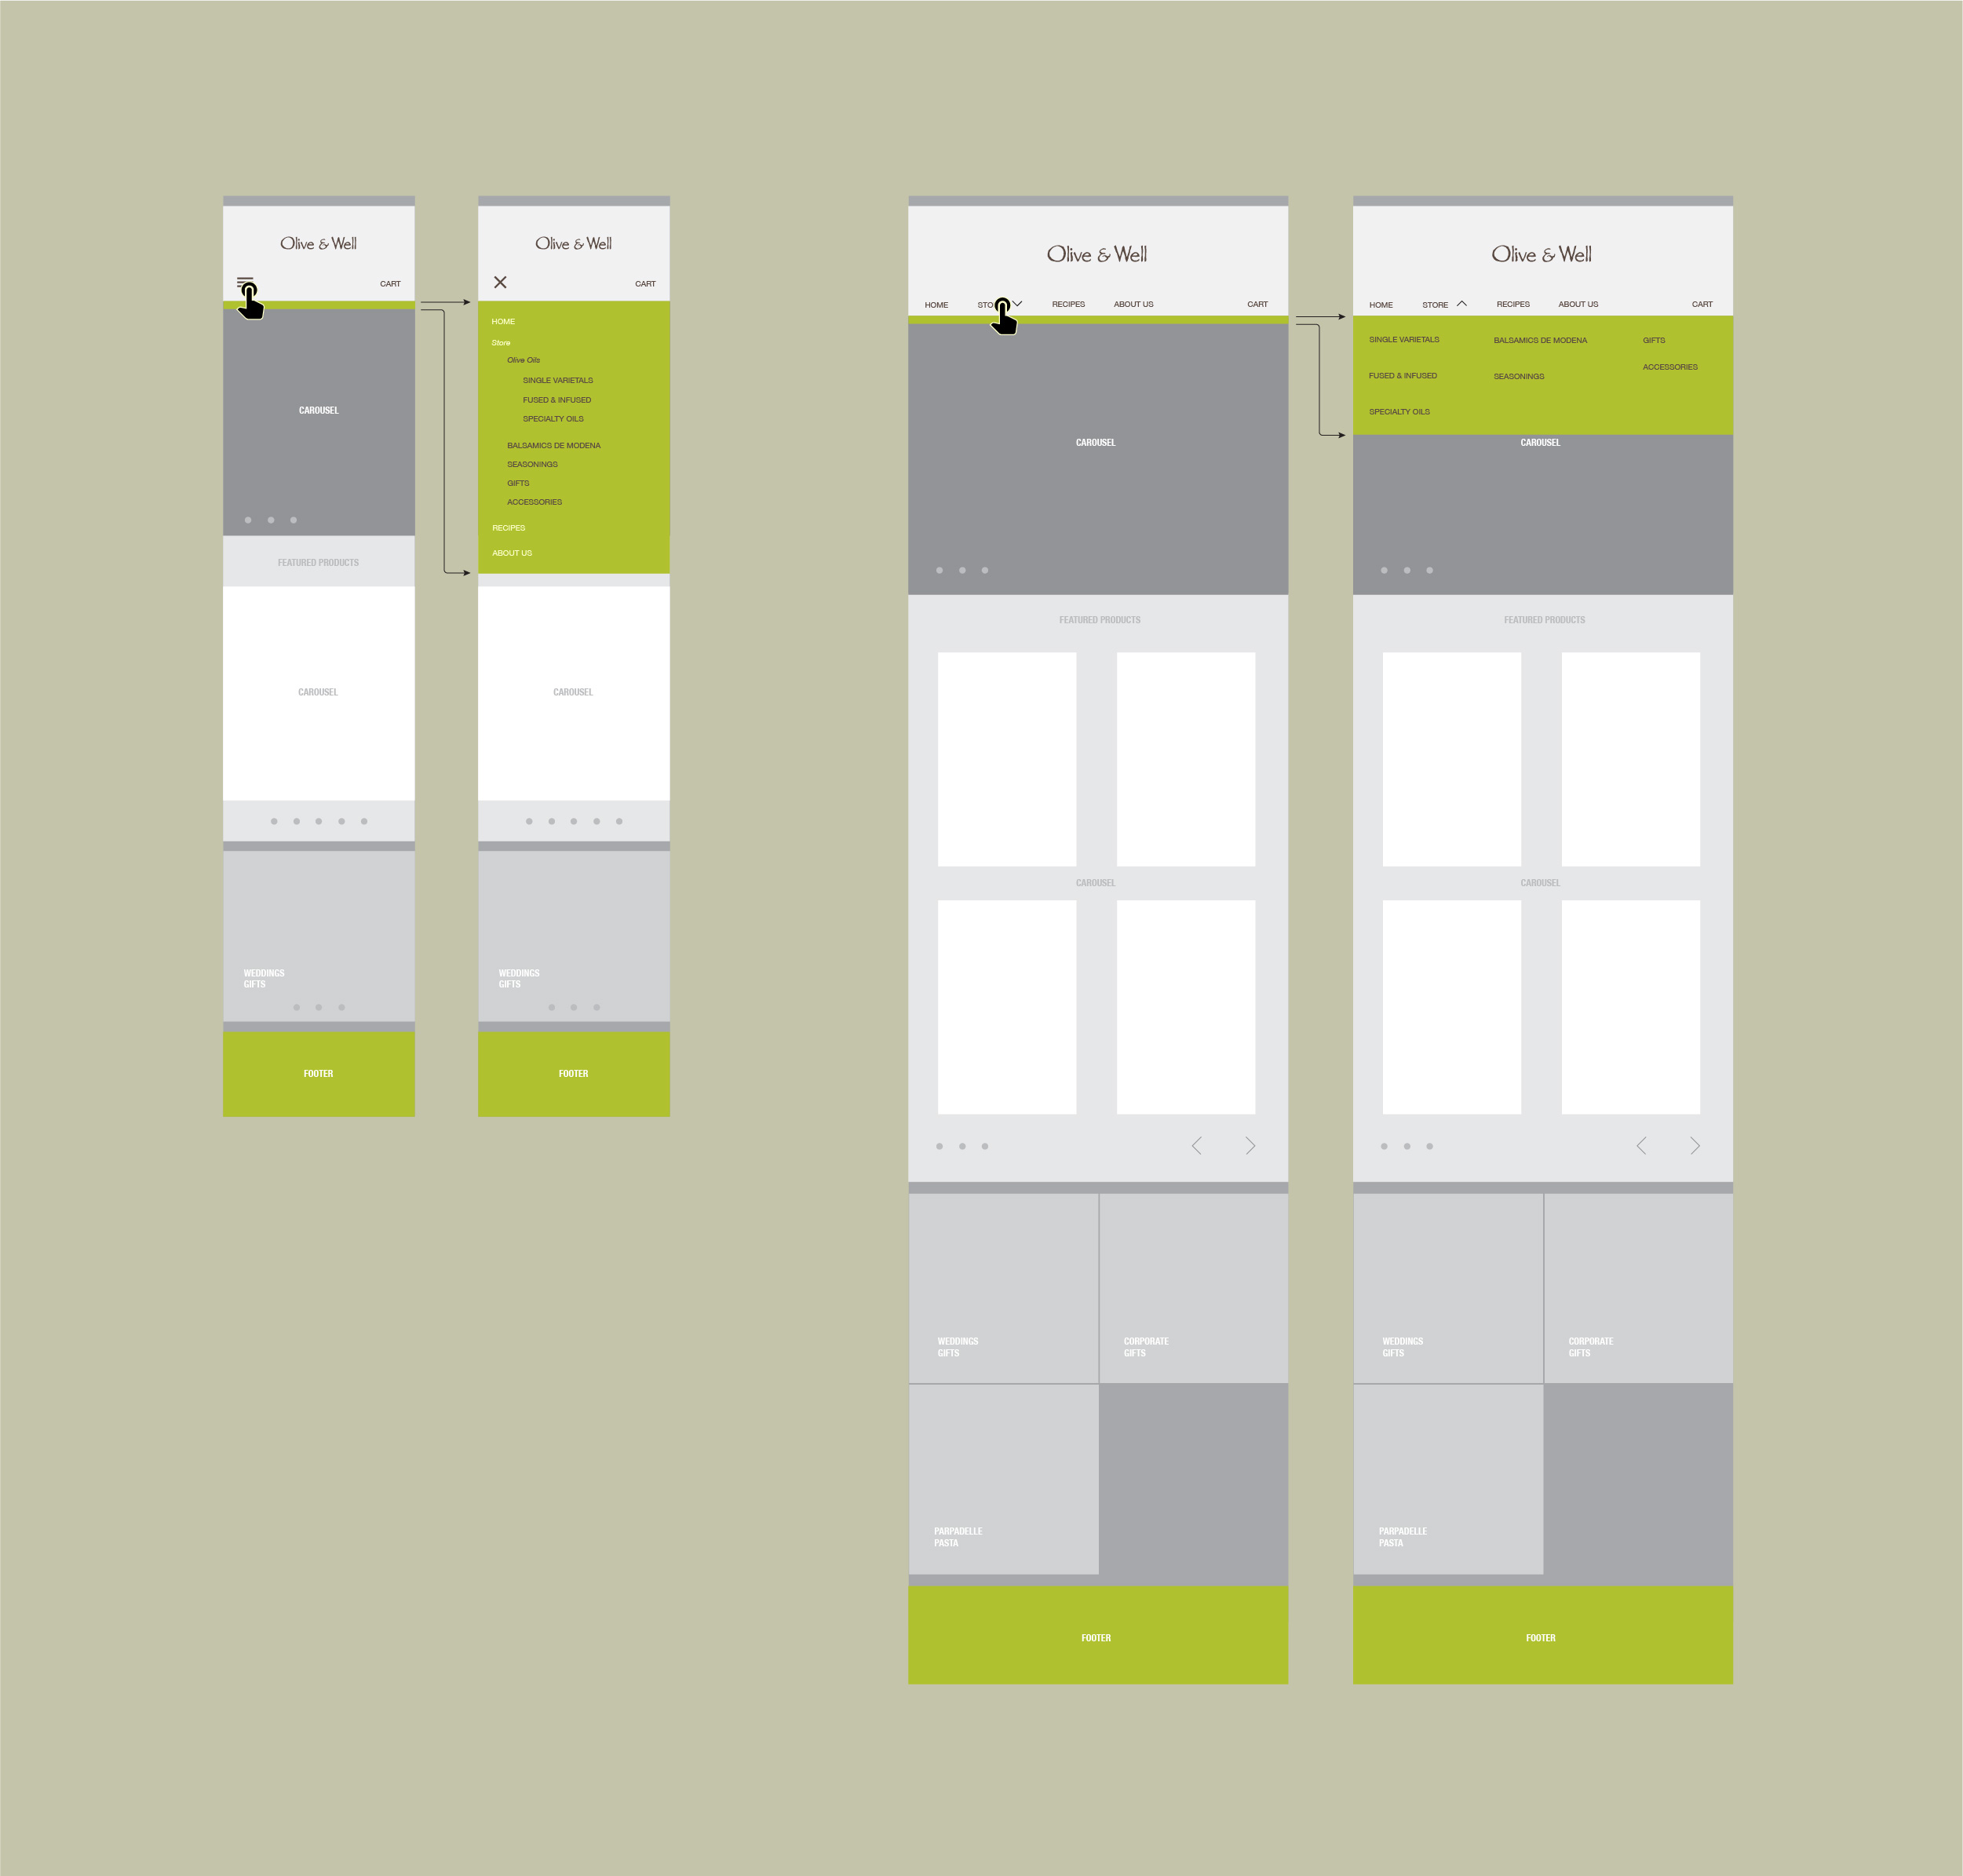 Olive & Well
CART
CAROUSEL
FEATURED PRODUCTS
CAROUSEL
WEDDINGS
GIFTS
FOOTER
Olive & Well
CART
HOME
Store
Olive Oils
SINGLE VARIETALS
FUSED & INFUSED
SPECIALTY OILS
BALSAMICS DE MODENA
SEASONINGS
GIFTS
ACCESSORIES
RECIPES
ABOUT US
CAROUSEL
WEDDINGS
GIFTS
FOOTER
Olive & Well
HOME STO RECIPES ABOUT US CART
CAROUSEL
FEATURED PRODUCTS
CAROUSEL
WEDDINGS
GIFTS
CORPORATE
GIFTS
PARPADELLE
PASTA
FOOTER
Olive & Well
HOME STORE RECIPES ABOUT US CART
SINGLE VARIETALS
FUSED & INFUSED
SPECIALTY OILS
BALSAMICS DE MODENA
SEASONINGS
GIFTS
ACCESSORIES
CAROUSEL
FEATURED PRODUCTS
CAROUSEL
WEDDINGS
GIFTS
CORPORATE
GIFTS
PARPADELLE
PASTA
FOOTER